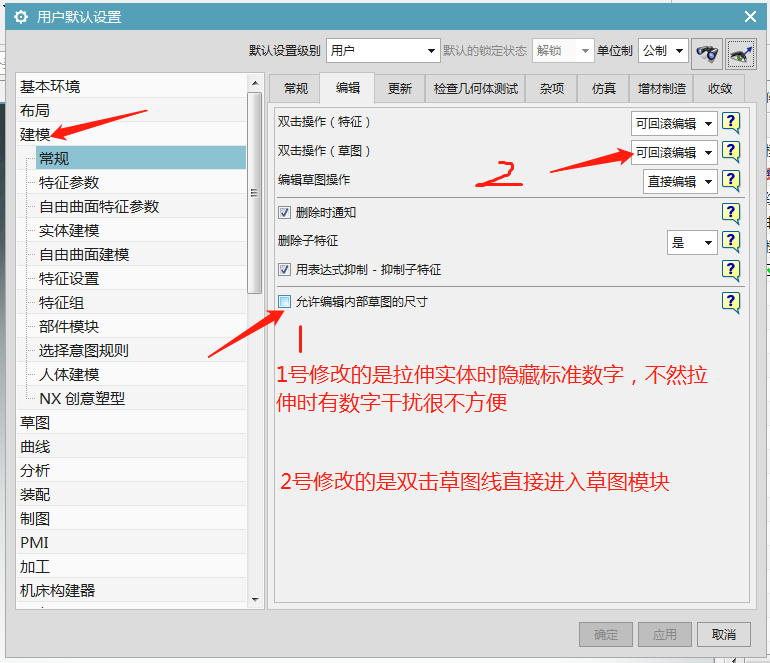 用户默认设置
默认设置级别 用户 默认的锁定状态 解锁 单位制 公制
基本环境
布局
建模
常规
特征参数
自由曲面特征参数
实体建模
自由曲面建模
特征设置
特征组
部件模块
选择意图规则
人体建模
NX 创意塑型
草图
曲线
分析
装配
制图
PMI
加工
机床构建器
常规 编辑 更新 检查几何体测试 杂项 仿真 增材制造 收敛
双击操作（特征） 可回滚编辑 ?
双击操作（草图） 可回滚编辑 ?
编辑草图操作 直接编辑 ?
2
删除时通知 ?
删除子特征 是 ?
用表达式抑制 - 抑制子特征 ?
允许编辑内部草图的尺寸 ?
1
1号修改的是拉伸实体时隐藏标准数字，不然拉
伸时有数字干扰很不方便
2号修改的是双击草图线直接进入草图模块
确定 应用 取消